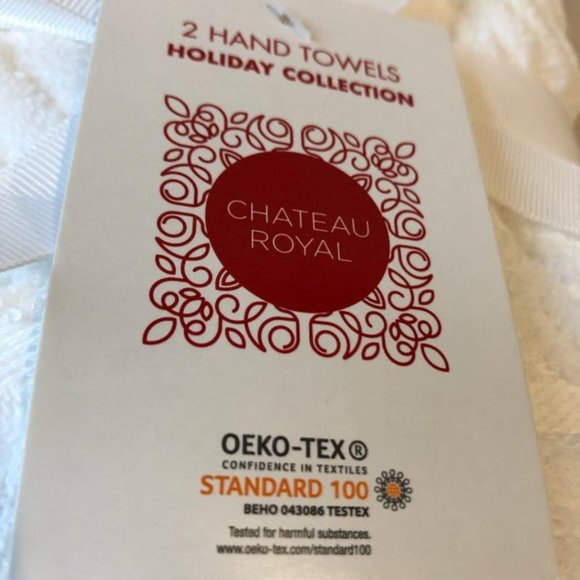 2 HAND TOWELS
HOLIDAY COLLECTION
CHATEAU
ROYAL
OEKO-TEX®
CONFIDENCE IN TEXTILES
STANDARD 100
BEHO 043086 TESTEX
Tested for harmful substances.
www.oeko-tex.com/standard100